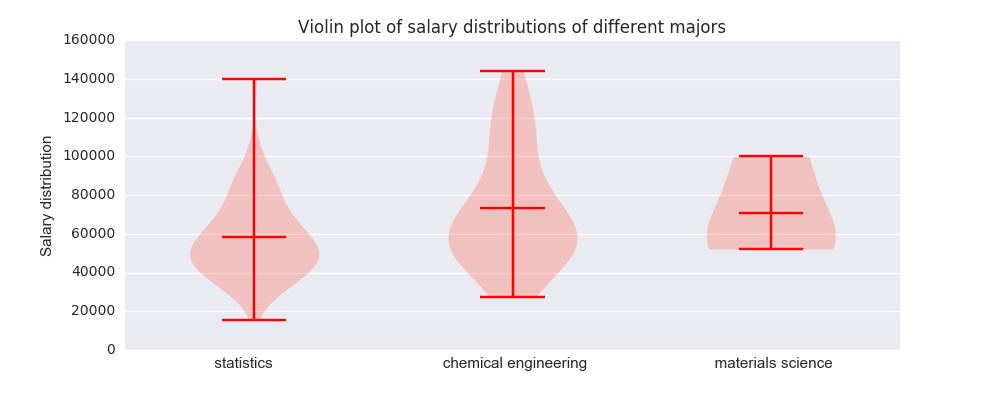 Violin plot of salary distributions of different majors
160000
140000
120000
100000
80000
60000
40000
20000
0
Salary distribution
statistics
chemical engineering
materials science